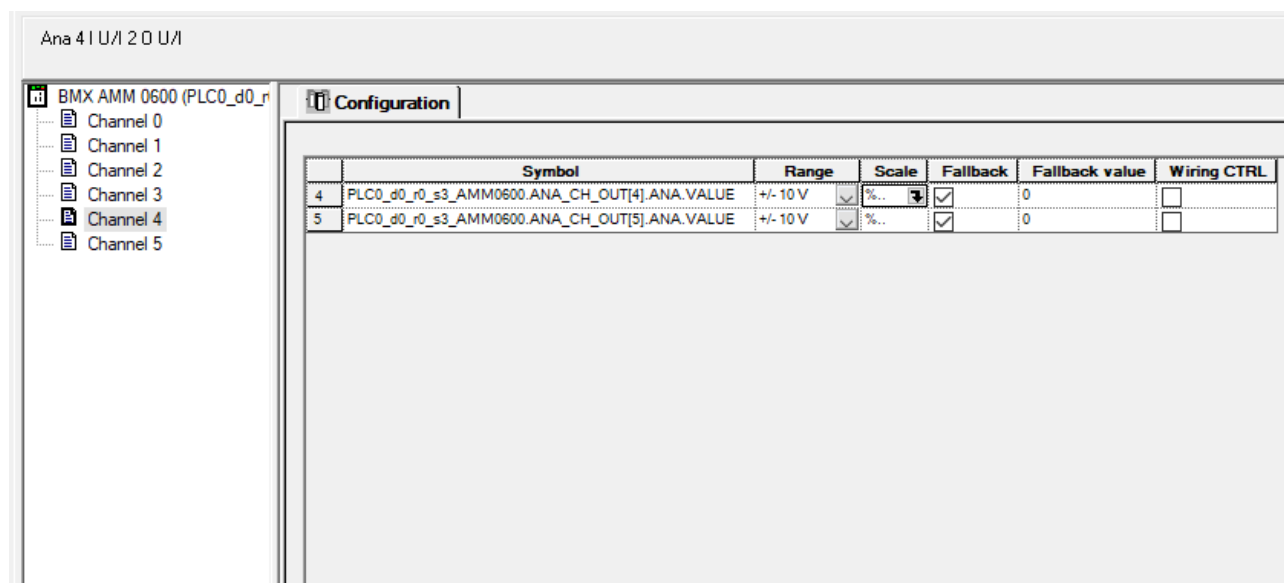 Ana 4 I U/I 2 O U/I
BMX AMM 0600 (PLC0_d0_r
Channel 0
Channel 1
Channel 2
Channel 3
Channel 4
Channel 5
Configuration
Symbol Range Scale Fallback Fallback value Wiring CTRL
4 PLC0_d0_r0_s3_AMM0600.ANA_CH_OUT[4].ANA.VALUE +/- 10 V %.. 0
5 PLC0_d0_r0_s3_AMM0600.ANA_CH_OUT[5].ANA.VALUE +/- 10 V %.. 0